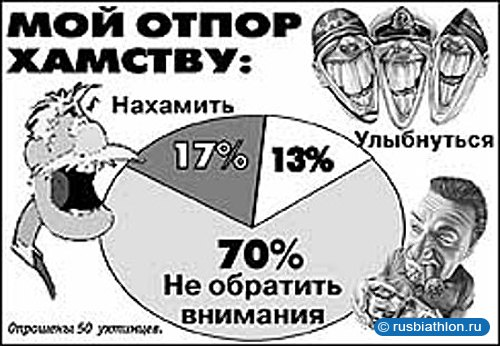 МОЙ ОТПОР
ХАМСТВУ:
Нахамить
Улыбнуться
17%
13%
70%
Не обратить
внимания
Опрошены 50 ухтинцев.
© rusbiathlon.ru